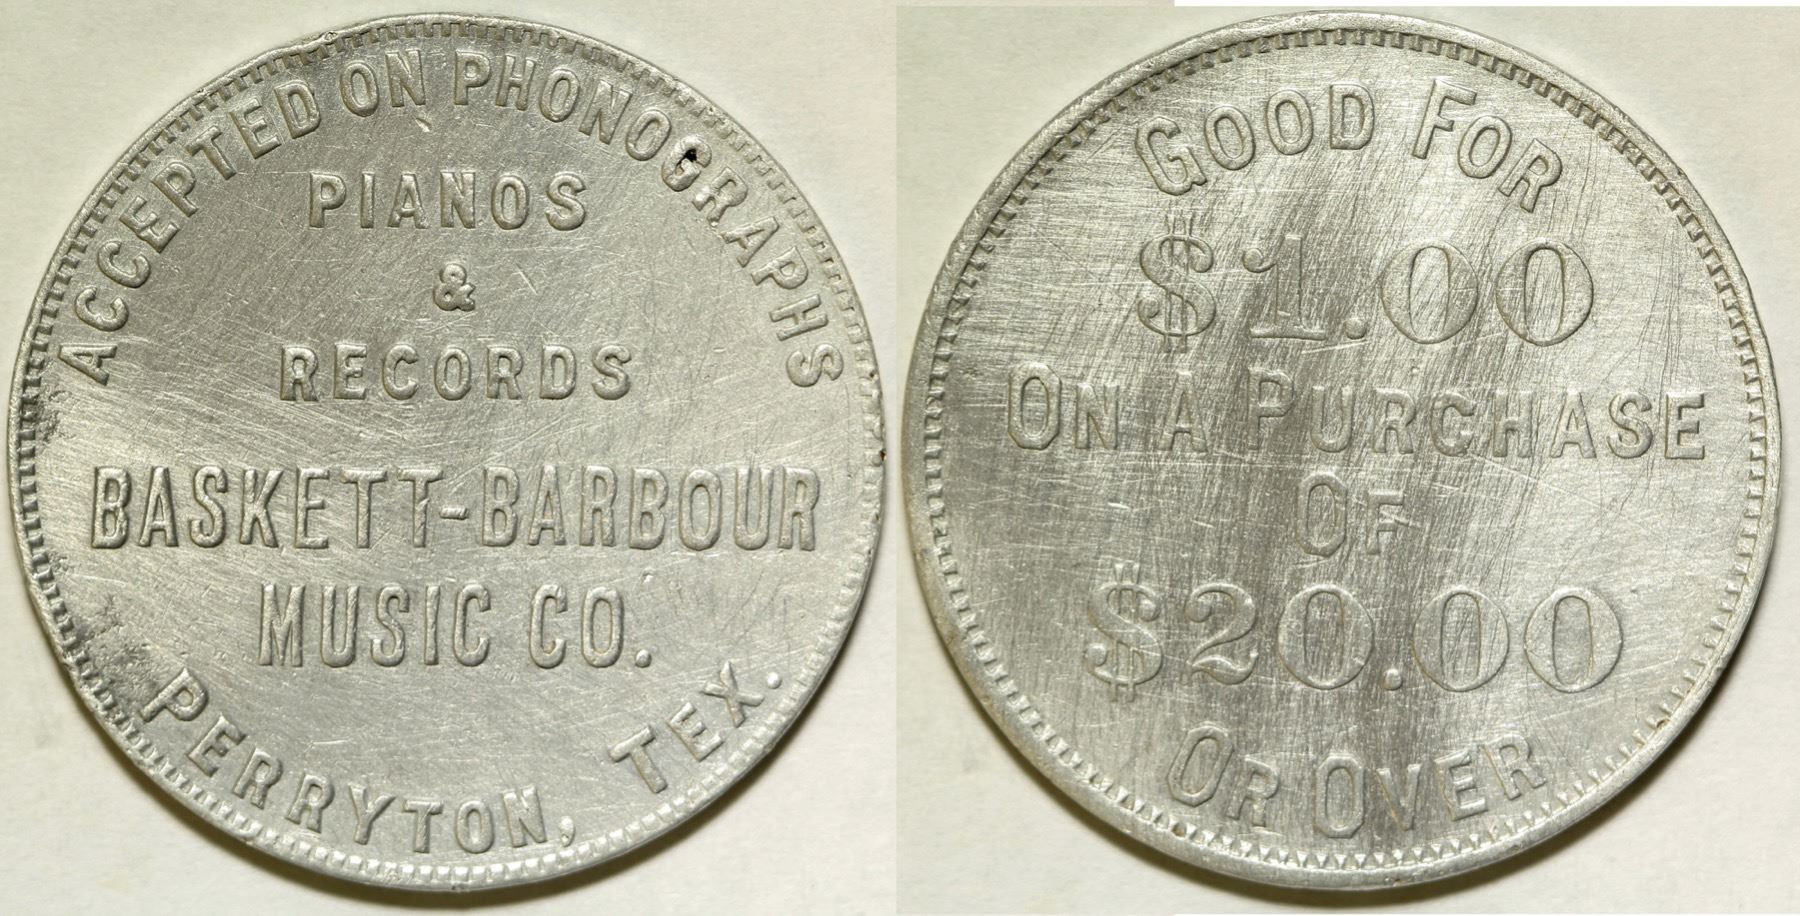 ACCEPTED ON PHONOGRAPHS
PIANOS
&
RECORDS
BASKETT-BARBOUR
MUSIC CO.
PERRYTON, TEX.
GOOD FOR
$1.00
ON A PURCHASE
OF
$20.00
OR OVER